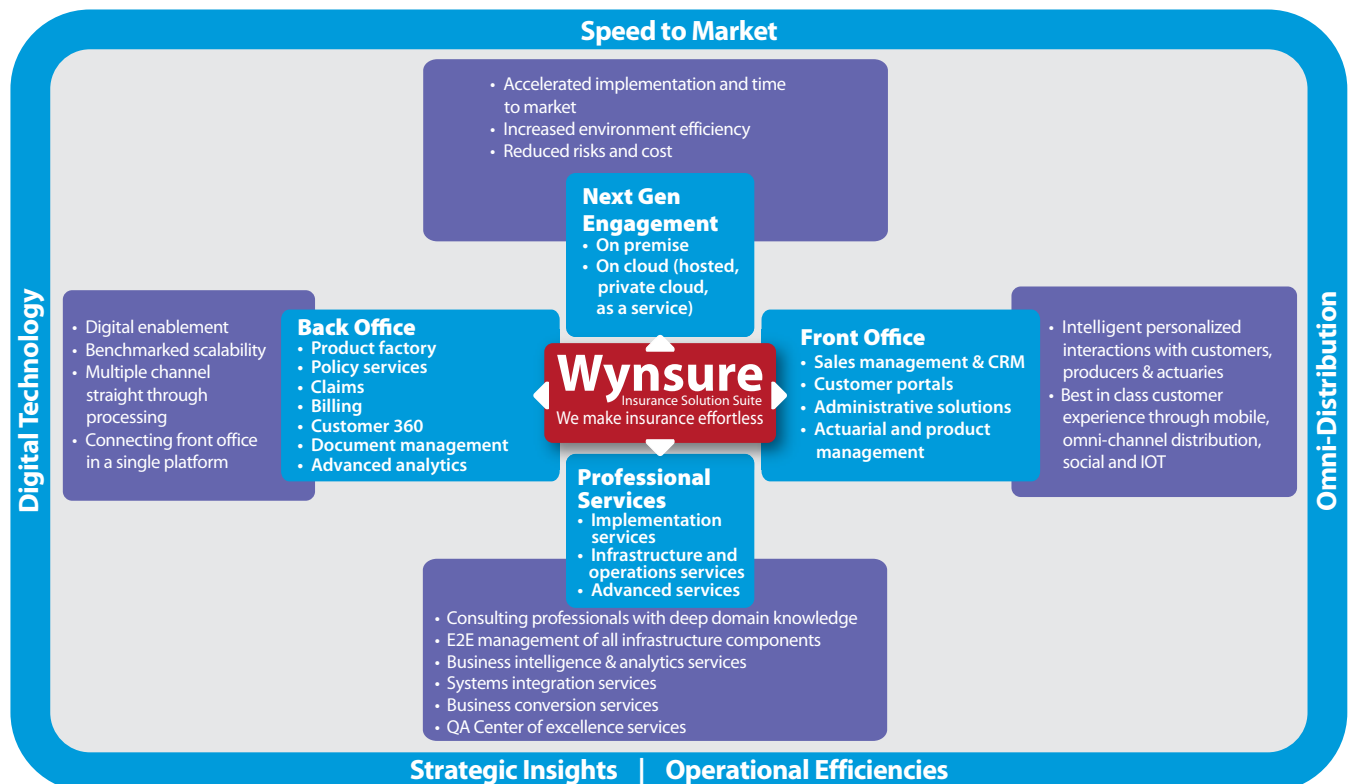 Speed to Market
• Accelerated implementation and time
to market
• Increased environment efficiency
• Reduced risks and cost
Next Gen
Engagement
• On premise
• On cloud (hosted,
private cloud,
as a service)
Digital Technology
• Digital enablement
• Benchmarked scalability
• Multiple channel
straight through
processing
• Connecting front office
in a single platform
Back Office
• Product factory
• Policy services
• Claims
• Billing
• Customer 360
• Document management
• Advanced analytics
Wynsure
Insurance Solution Suite
We make insurance effortless
Front Office
• Sales management & CRM
• Customer portals
• Administrative solutions
• Actuarial and product
management
• Intelligent personalized
interactions with customers,
producers & actuaries
• Best in class customer
experience through mobile,
omni-channel distribution,
social and IOT
Omni-Distribution
Professional
Services
• Implementation
services
• Infrastructure and
operations services
• Advanced services
• Consulting professionals with deep domain knowledge
• E2E management of all infrastructure components
• Business intelligence & analytics services
• Systems integration services
• Business conversion services
• QA Center of excellence services
Strategic Insights | Operational Efficiencies